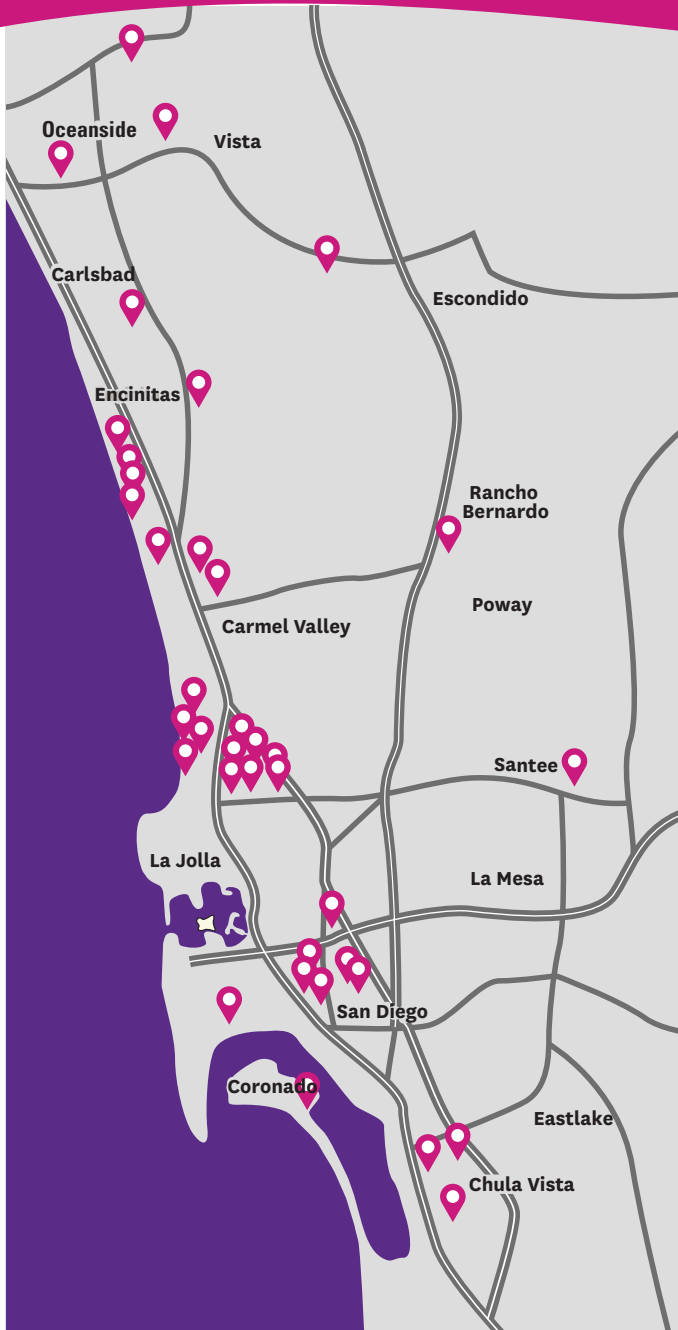 Oceanside
Vista
Carlsbad
Escondido
Encinitas
Rancho
Bernardo
Poway
Carmel Valley
Santee
La Jolla
La Mesa
San Diego
Coronado
Eastlake
Chula Vista